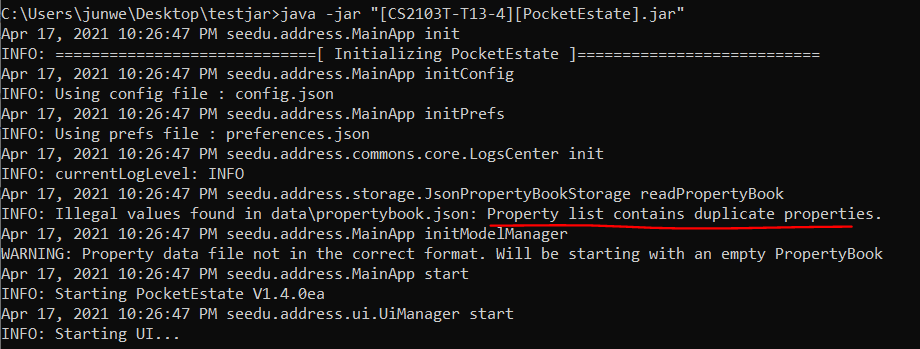 C:\Users\junwe\Desktop\testjar>java -jar "[CS2103T-T13-4][PocketEstate].jar"
Apr 17, 2021 10:26:47 PM seedu.address.MainApp init
INFO: =============================[ Initializing PocketEstate ]===========================
Apr 17, 2021 10:26:47 PM seedu.address.MainApp initConfig
INFO: Using config file : config.json
Apr 17, 2021 10:26:47 PM seedu.address.MainApp initPrefs
INFO: Using prefs file : preferences.json
Apr 17, 2021 10:26:47 PM seedu.address.commons.core.LogsCenter init
INFO: currentLogLevel: INFO
Apr 17, 2021 10:26:47 PM seedu.address.storage.JsonPropertyBookStorage readPropertyBook
INFO: Illegal values found in data\propertybook.json: Property list contains duplicate properties.
Apr 17, 2021 10:26:47 PM seedu.address.MainApp initModelManager
WARNING: Property data file not in the correct format. Will be starting with an empty PropertyBook
Apr 17, 2021 10:26:47 PM seedu.address.MainApp start
INFO: Starting PocketEstate V1.4.0ea
Apr 17, 2021 10:26:47 PM seedu.address.ui.UiManager start
INFO: Starting UI...